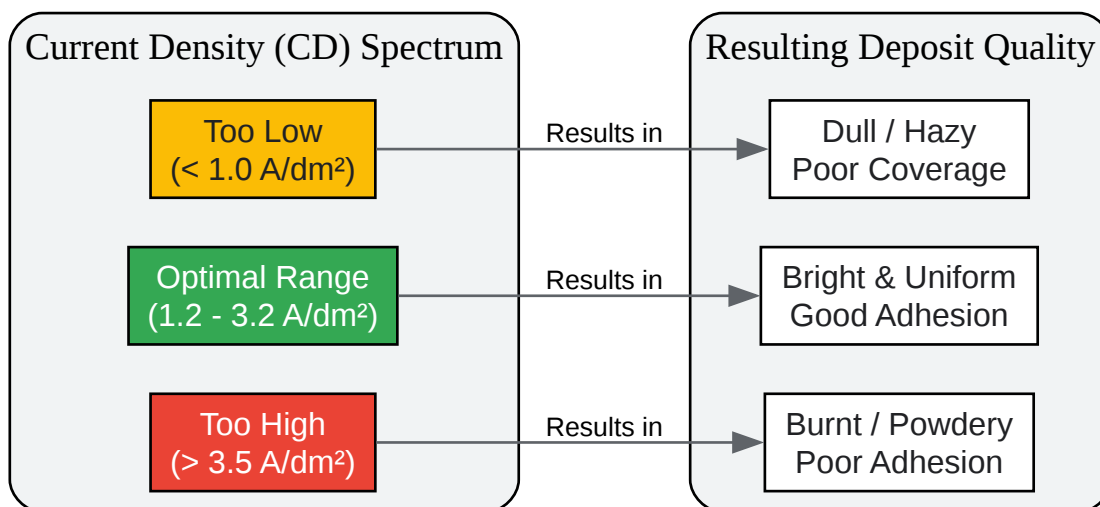 Current Density (CD) Spectrum
Resulting Deposit Quality
Too Low
(< 1.0 A/dm²)
Results in
Dull / Hazy
Poor Coverage
Optimal Range
(1.2 - 3.2 A/dm²)
Results in
Bright & Uniform
Good Adhesion
Too High
(> 3.5 A/dm²)
Results in
Burnt / Powdery
Poor Adhesion